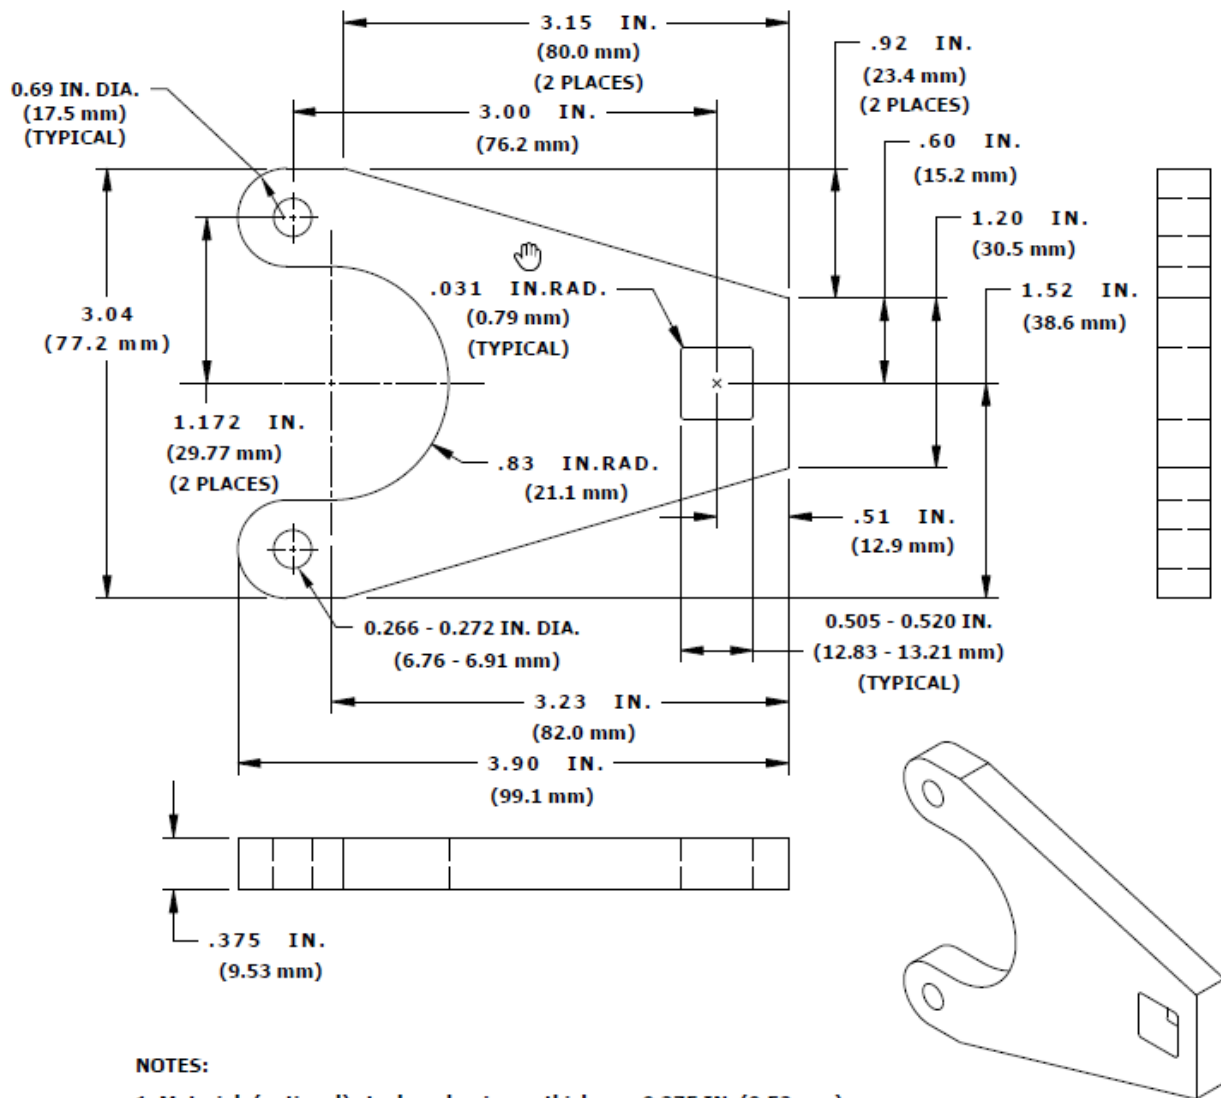 3.15 IN.
(80.0 mm)
(2 PLACES)
.92 IN.
(23.4 mm)
(2 PLACES)
0.69 IN. DIA.
(17.5 mm)
(TYPICAL)
3.00 IN.
(76.2 mm)
.60 IN.
(15.2 mm)
1.20 IN.
(30.5 mm)
.031 IN.RAD.
(0.79 mm)
(TYPICAL)
1.52 IN.
(38.6 mm)
3.04
(77.2 mm)
1.172 IN.
(29.77 mm)
(2 PLACES)
.83 IN.RAD.
(21.1 mm)
.51 IN.
(12.9 mm)
0.266 - 0.272 IN. DIA.
(6.76 - 6.91 mm)
0.505 - 0.520 IN.
(12.83 - 13.21 mm)
(TYPICAL)
3.23 IN.
(82.0 mm)
3.90 IN.
(99.1 mm)
.375 IN.
(9.53 mm)
NOTES: